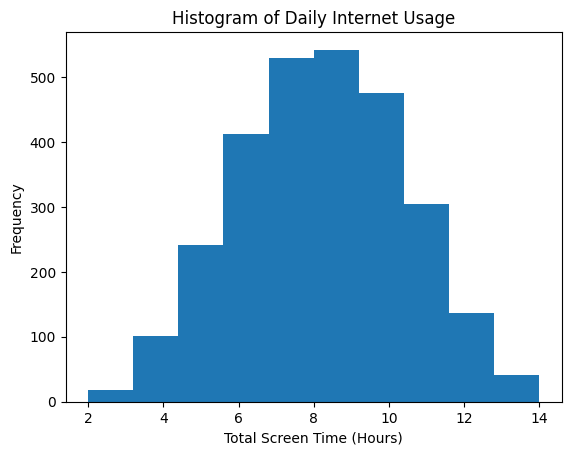 Histogram of Daily Internet Usage
500
400
300
200
100
0
Frequency
2 4 6 8 10 12 14
Total Screen Time (Hours)